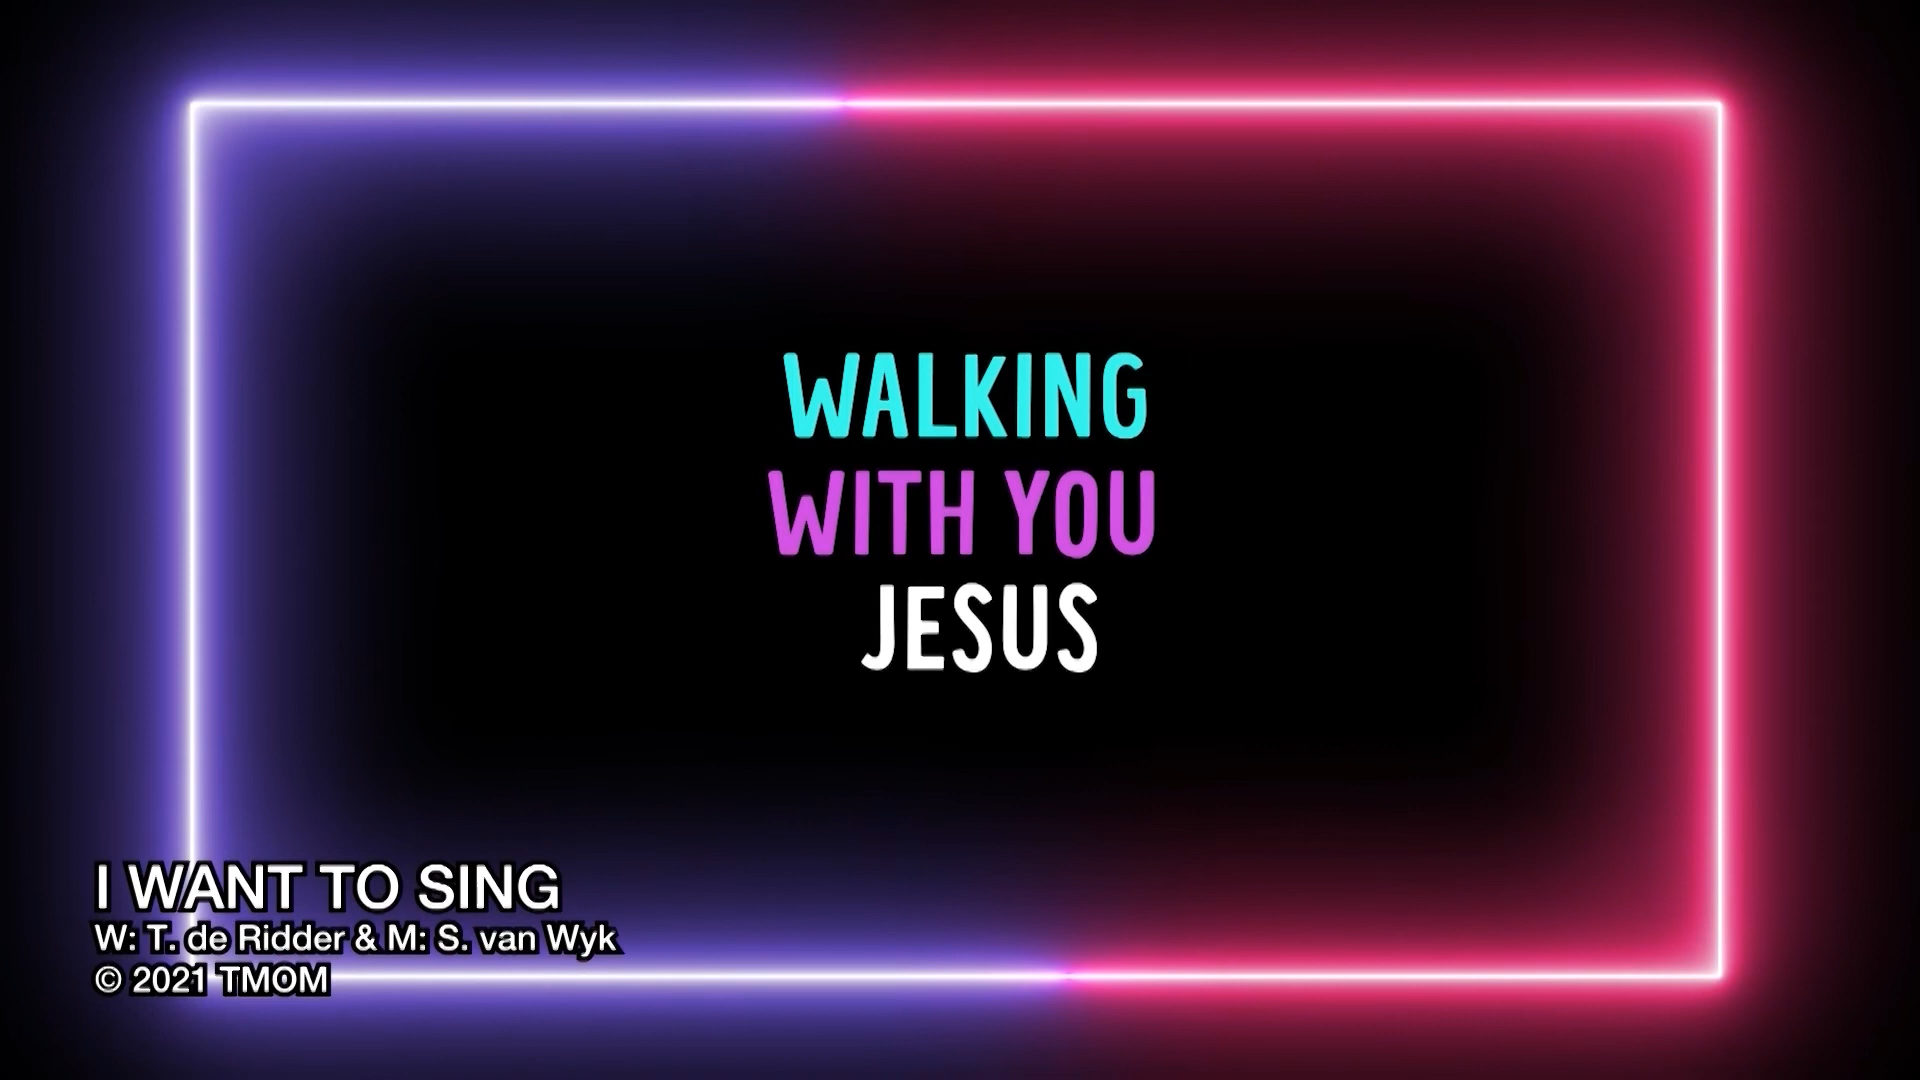 WALKING
WITH YOU
JESUS
I WANT TO SING
W: T. de Ridder & M: S. van Wyk
© 2021 TMOM